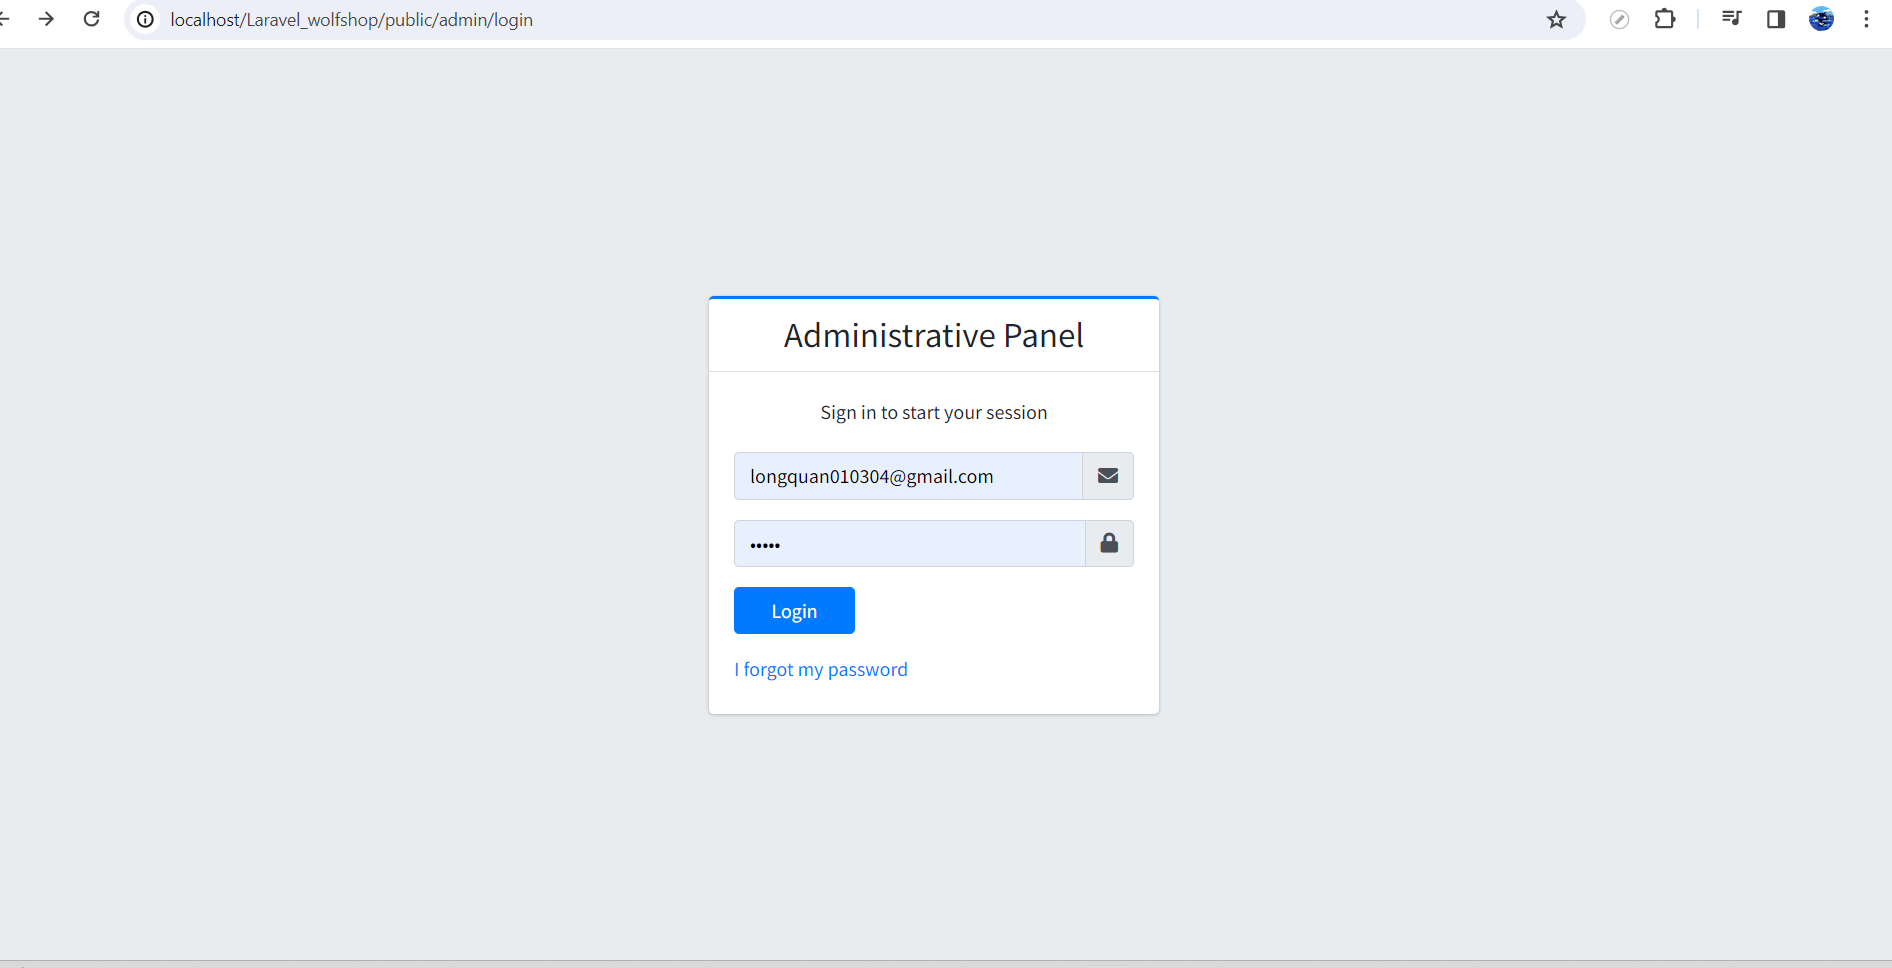 localhost/Laravel_wolfshop/public/admin/login
Administrative Panel
Sign in to start your session
longquan010304@gmail.com
•••••
Login
I forgot my password